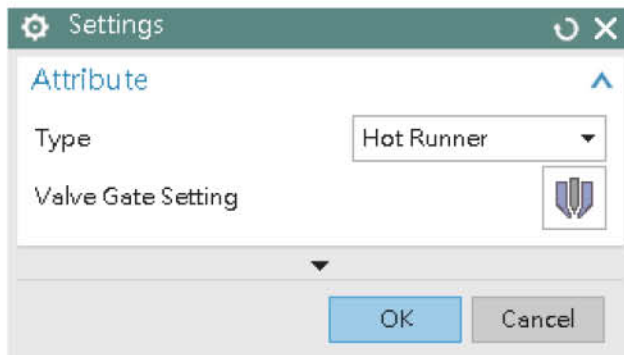 Settings
Attribute
Type Hot Runner
Valve Gate Setting
OK Cancel